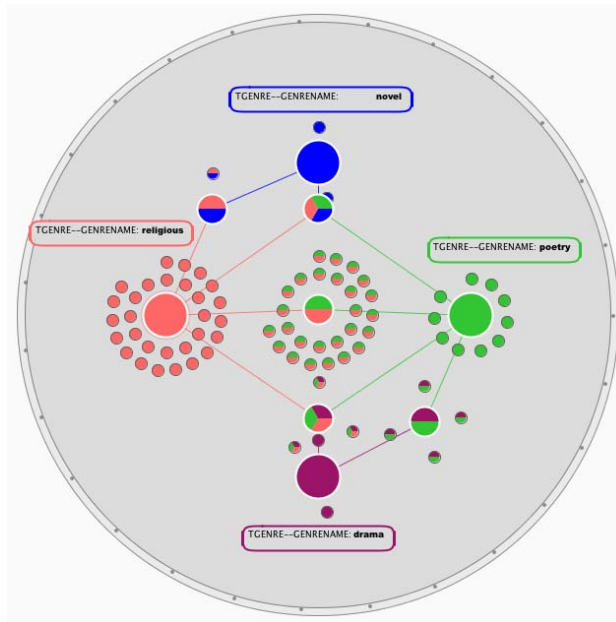 TGENRE--GENRENAME: novel
TGENRE--GENRENAME: religious
TGENRE--GENRENAME: poetry
TGENRE--GENRENAME: drama